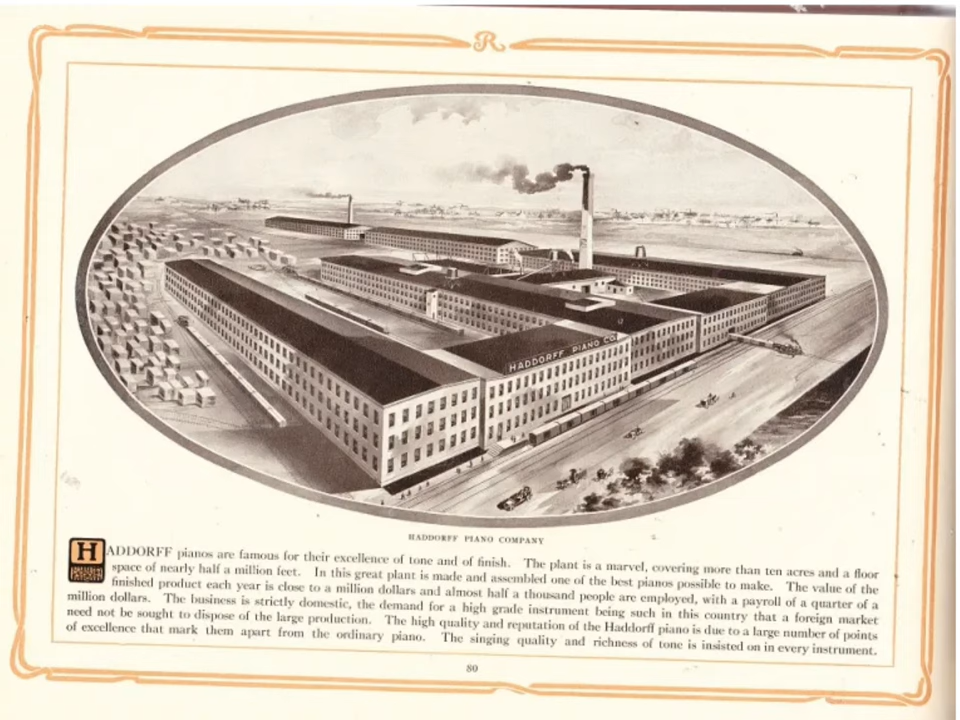 R
HADDORFF PIANO CO.
HADDORFF PIANO COMPANY
HADDORFF pianos are famous for their excellence of tone and of finish. The plant is a marvel, covering more than ten acres and a floor
space of nearly half a million feet. In this great plant is made and assembled one of the best pianos possible to make. The value of the
finished product each year is close to a million dollars and almost half a thousand people are employed, with a payroll of a quarter of a
million dollars. The business is strictly domestic, the demand for a high grade instrument being such in this country that a foreign market
need not be sought to dispose of the large production. The high quality and reputation of the Haddorff piano is due to a large number of points
of excellence that mark them apart from the ordinary piano. The singing quality and richness of tone is insisted on in every instrument.
80